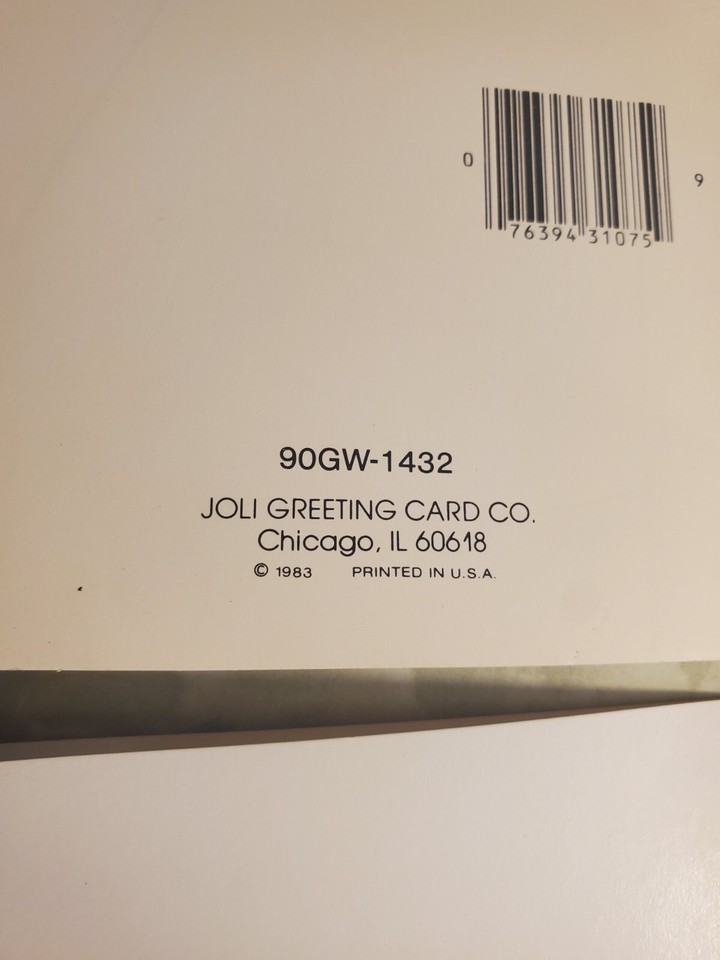 0 76394 31075 9
90GW-1432
JOLI GREETING CARD CO.
Chicago, IL 60618
© 1983 PRINTED IN U.S.A.